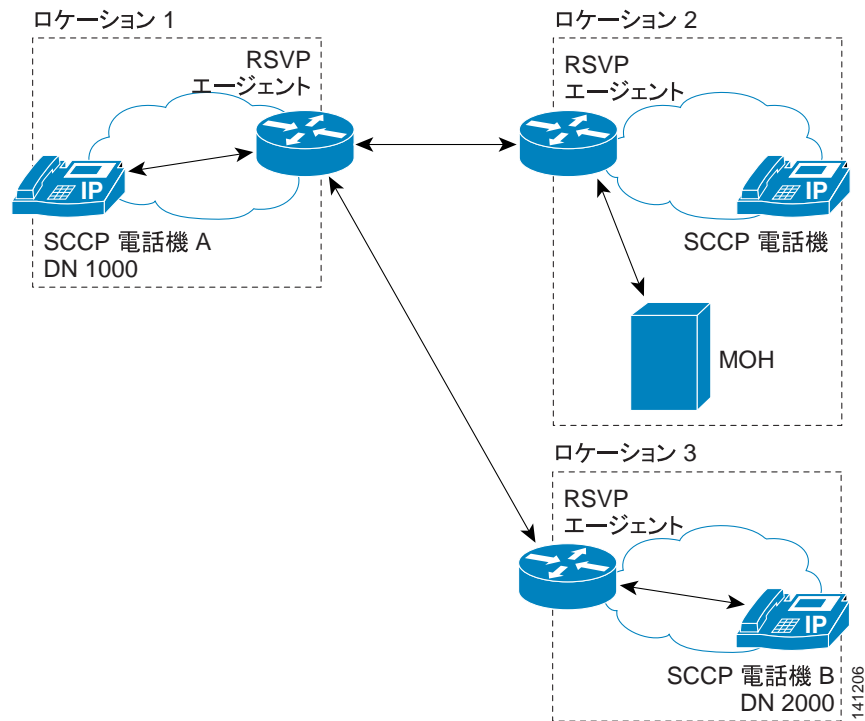 ロケーション 1
RSVP
エージェント
IP
SCCP 電話機 A
DN 1000
ロケーション 2
RSVP
エージェント
IP
SCCP 電話機
MOH
ロケーション 3
RSVP
エージェント
IP
SCCP 電話機 B
DN 2000
141206